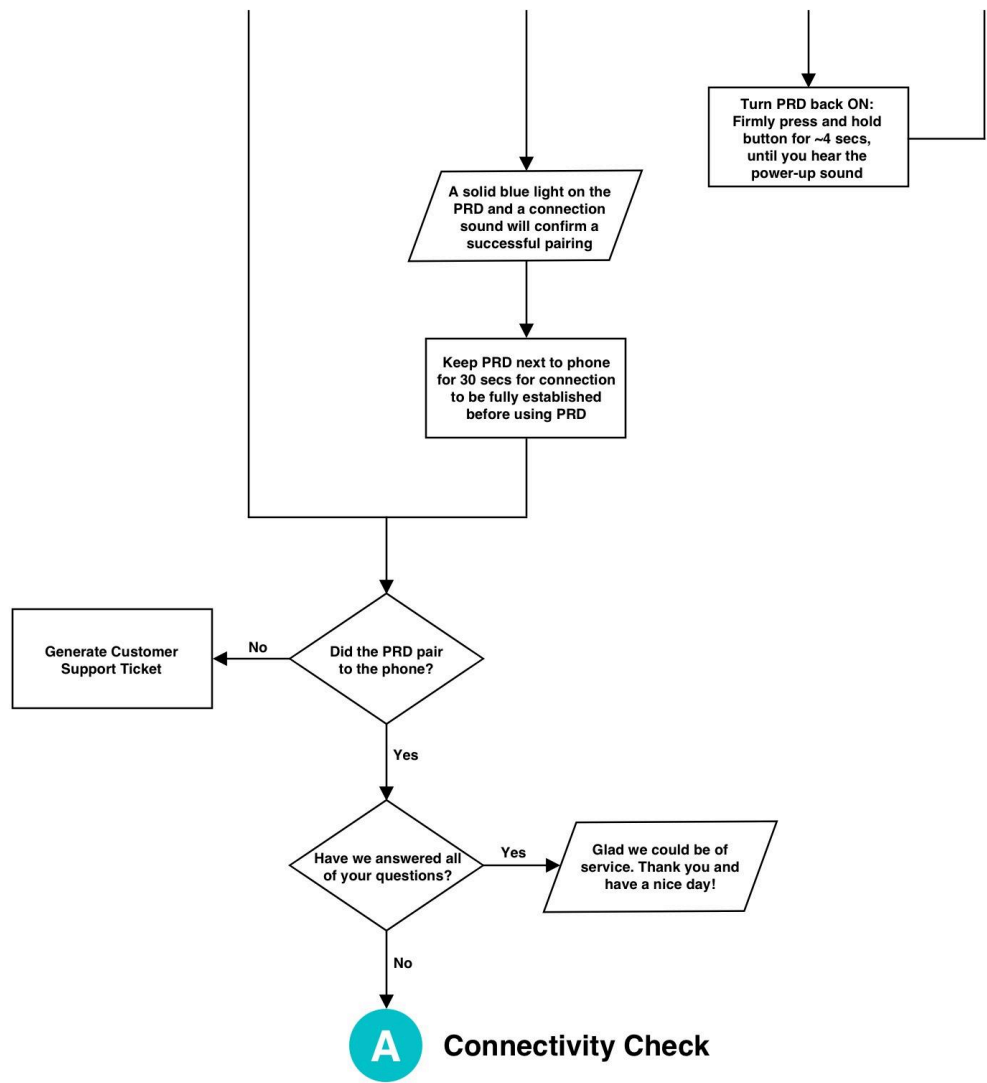 Turn PRD back ON:
Firmly press and hold
button for ~4 secs,
until you hear the
power-up sound
A solid blue light on the
PRD and a connection
sound will confirm a
successful pairing
Keep PRD next to phone
for 30 secs for connection
to be fully established
before using PRD
Did the PRD pair
to the phone?
No
Generate Customer
Support Ticket
Yes
Have we answered all
of your questions?
Yes
Glad we could be of
service. Thank you and
have a nice day!
No
A Connectivity Check